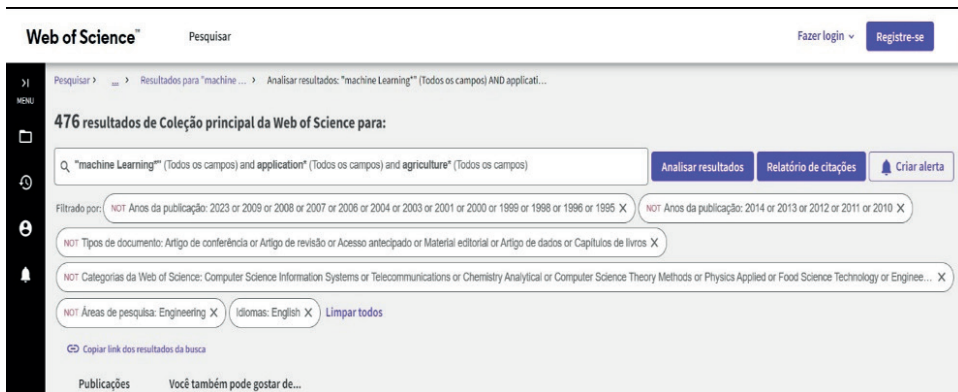 Web of Science™ Pesquisar Fazer login Registre-se
MENU
Pesquisar > ... > Resultados para "machine ... > Analisar resultados: "machine Learning*" (Todos os campos) AND applicati...
476 resultados de Coleção principal da Web of Science para:
"machine Learning*" (Todos os campos) and application* (Todos os campos) and agriculture* (Todos os campos) Analisar resultados Relatório de citações Criar alerta
Filtrado por: NOT Anos da publicação: 2023 or 2009 or 2008 or 2007 or 2006 or 2004 or 2003 or 2001 or 2000 or 1999 or 1998 or 1996 or 1995 X NOT Anos da publicação: 2014 or 2013 or 2012 or 2011 or 2010 X
NOT Tipos de documento: Artigo de conferência or Artigo de revisão or Acesso antecipado or Material editorial or Artigo de dados or Capítulos de livros X
NOT Categorias da Web of Science: Computer Science Information Systems or Telecommunications or Chemistry Analytical or Computer Science Theory Methods or Physics Applied or Food Science Technology or Enginee... X
NOT Áreas de pesquisa: Engineering X Idiomas: English X Limpar todos
Copiar link dos resultados da busca
Publicações Você também pode gostar de...